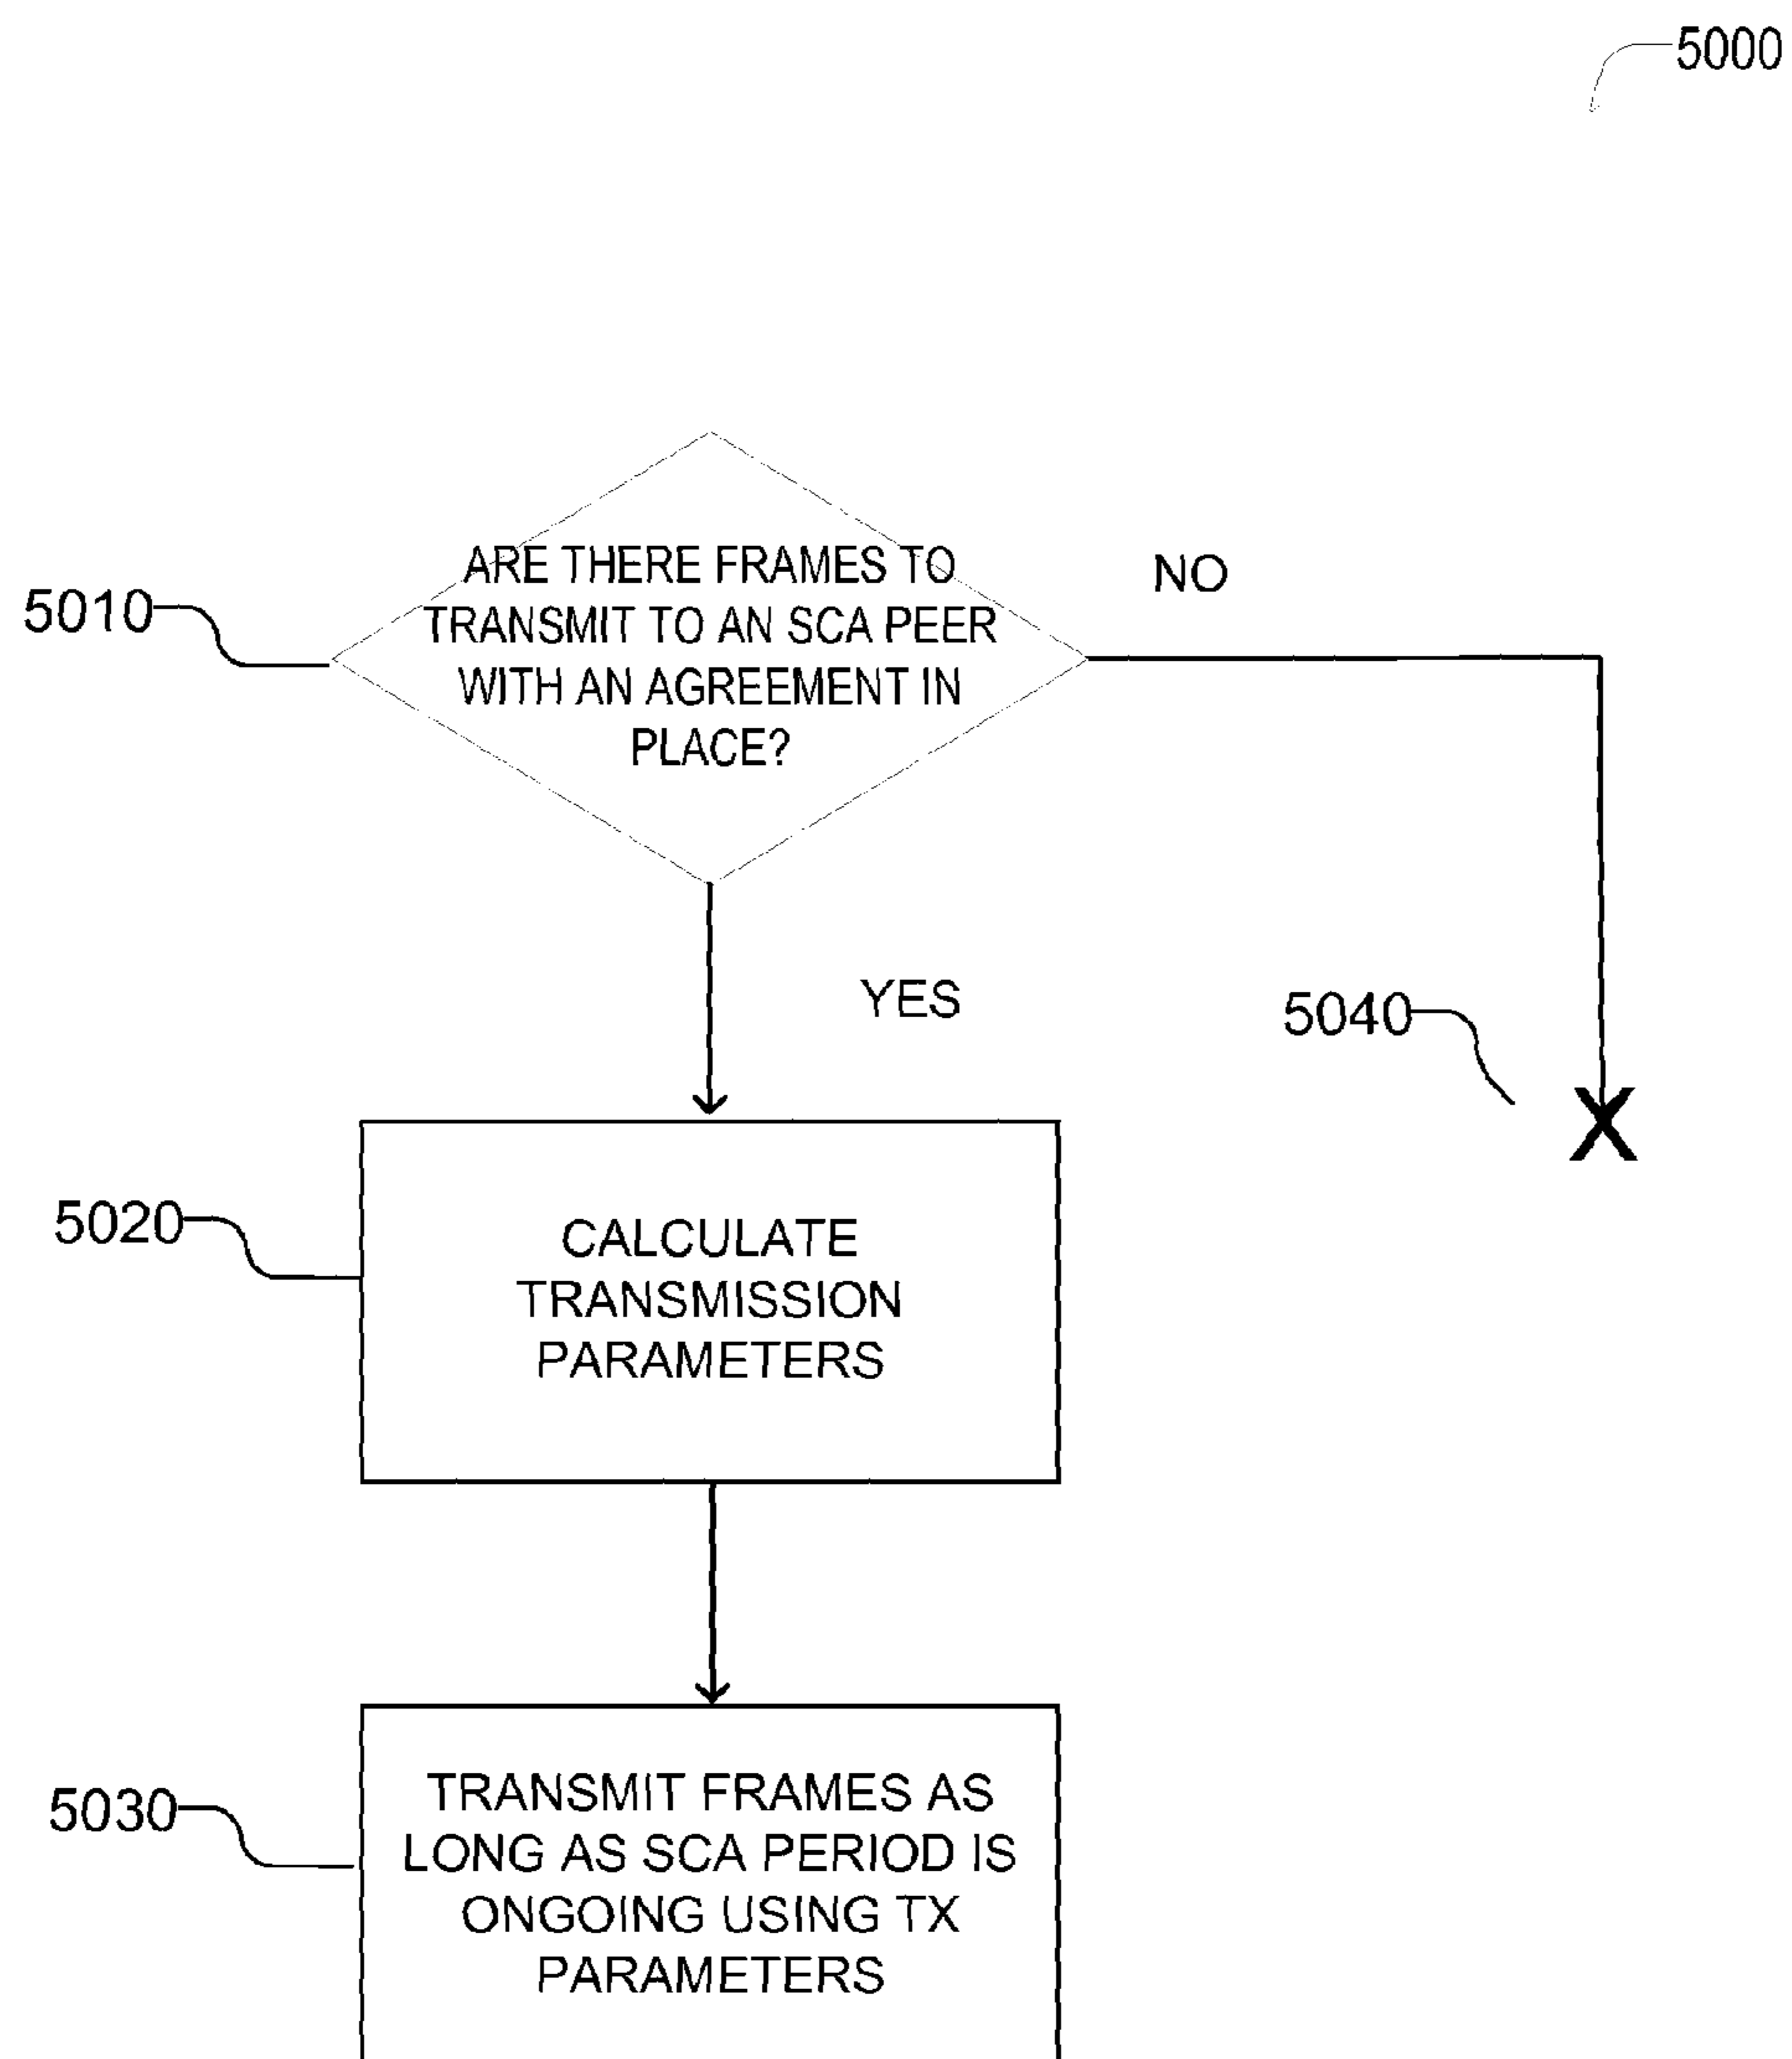 5000
ARE THERE FRAMES TO
TRANSMIT TO AN SCA PEER
WITH AN AGREEMENT IN
PLACE?
NO
5010
YES
5040
X
5020
CALCULATE
TRANSMISSION
PARAMETERS
5030
TRANSMIT FRAMES AS
LONG AS SCA PERIOD IS
ONGOING USING TX
PARAMETERS